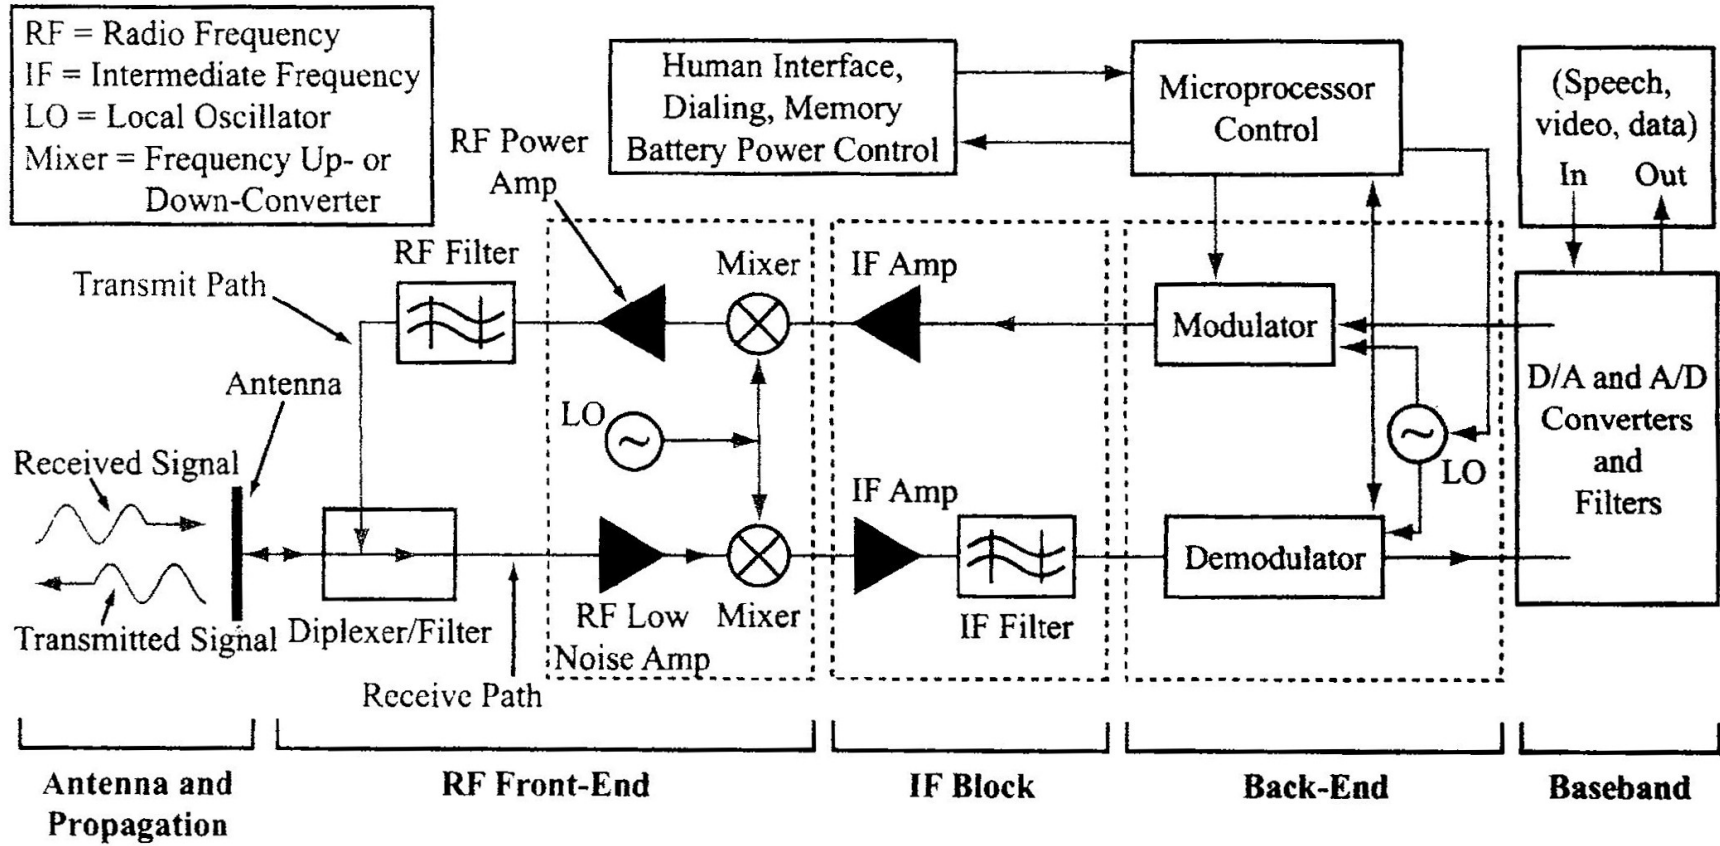 RF = Radio Frequency
IF = Intermediate Frequency
LO = Local Oscillator
Mixer = Frequency Up- or
Down-Converter
Human Interface,
Dialing, Memory
Battery Power Control
Microprocessor
Control
(Speech,
video, data)
In Out
RF Power
Amp
RF Filter
Mixer
IF Amp
Transmit Path
Modulator
Antenna
LO
D/A and A/D
Converters
and
Filters
LO
Received Signal
IF Amp
Demodulator
Transmitted Signal
Diplexer/Filter
RF Low
Noise Amp
Mixer
IF Filter
Receive Path
Antenna and
Propagation
RF Front-End
IF Block
Back-End
Baseband